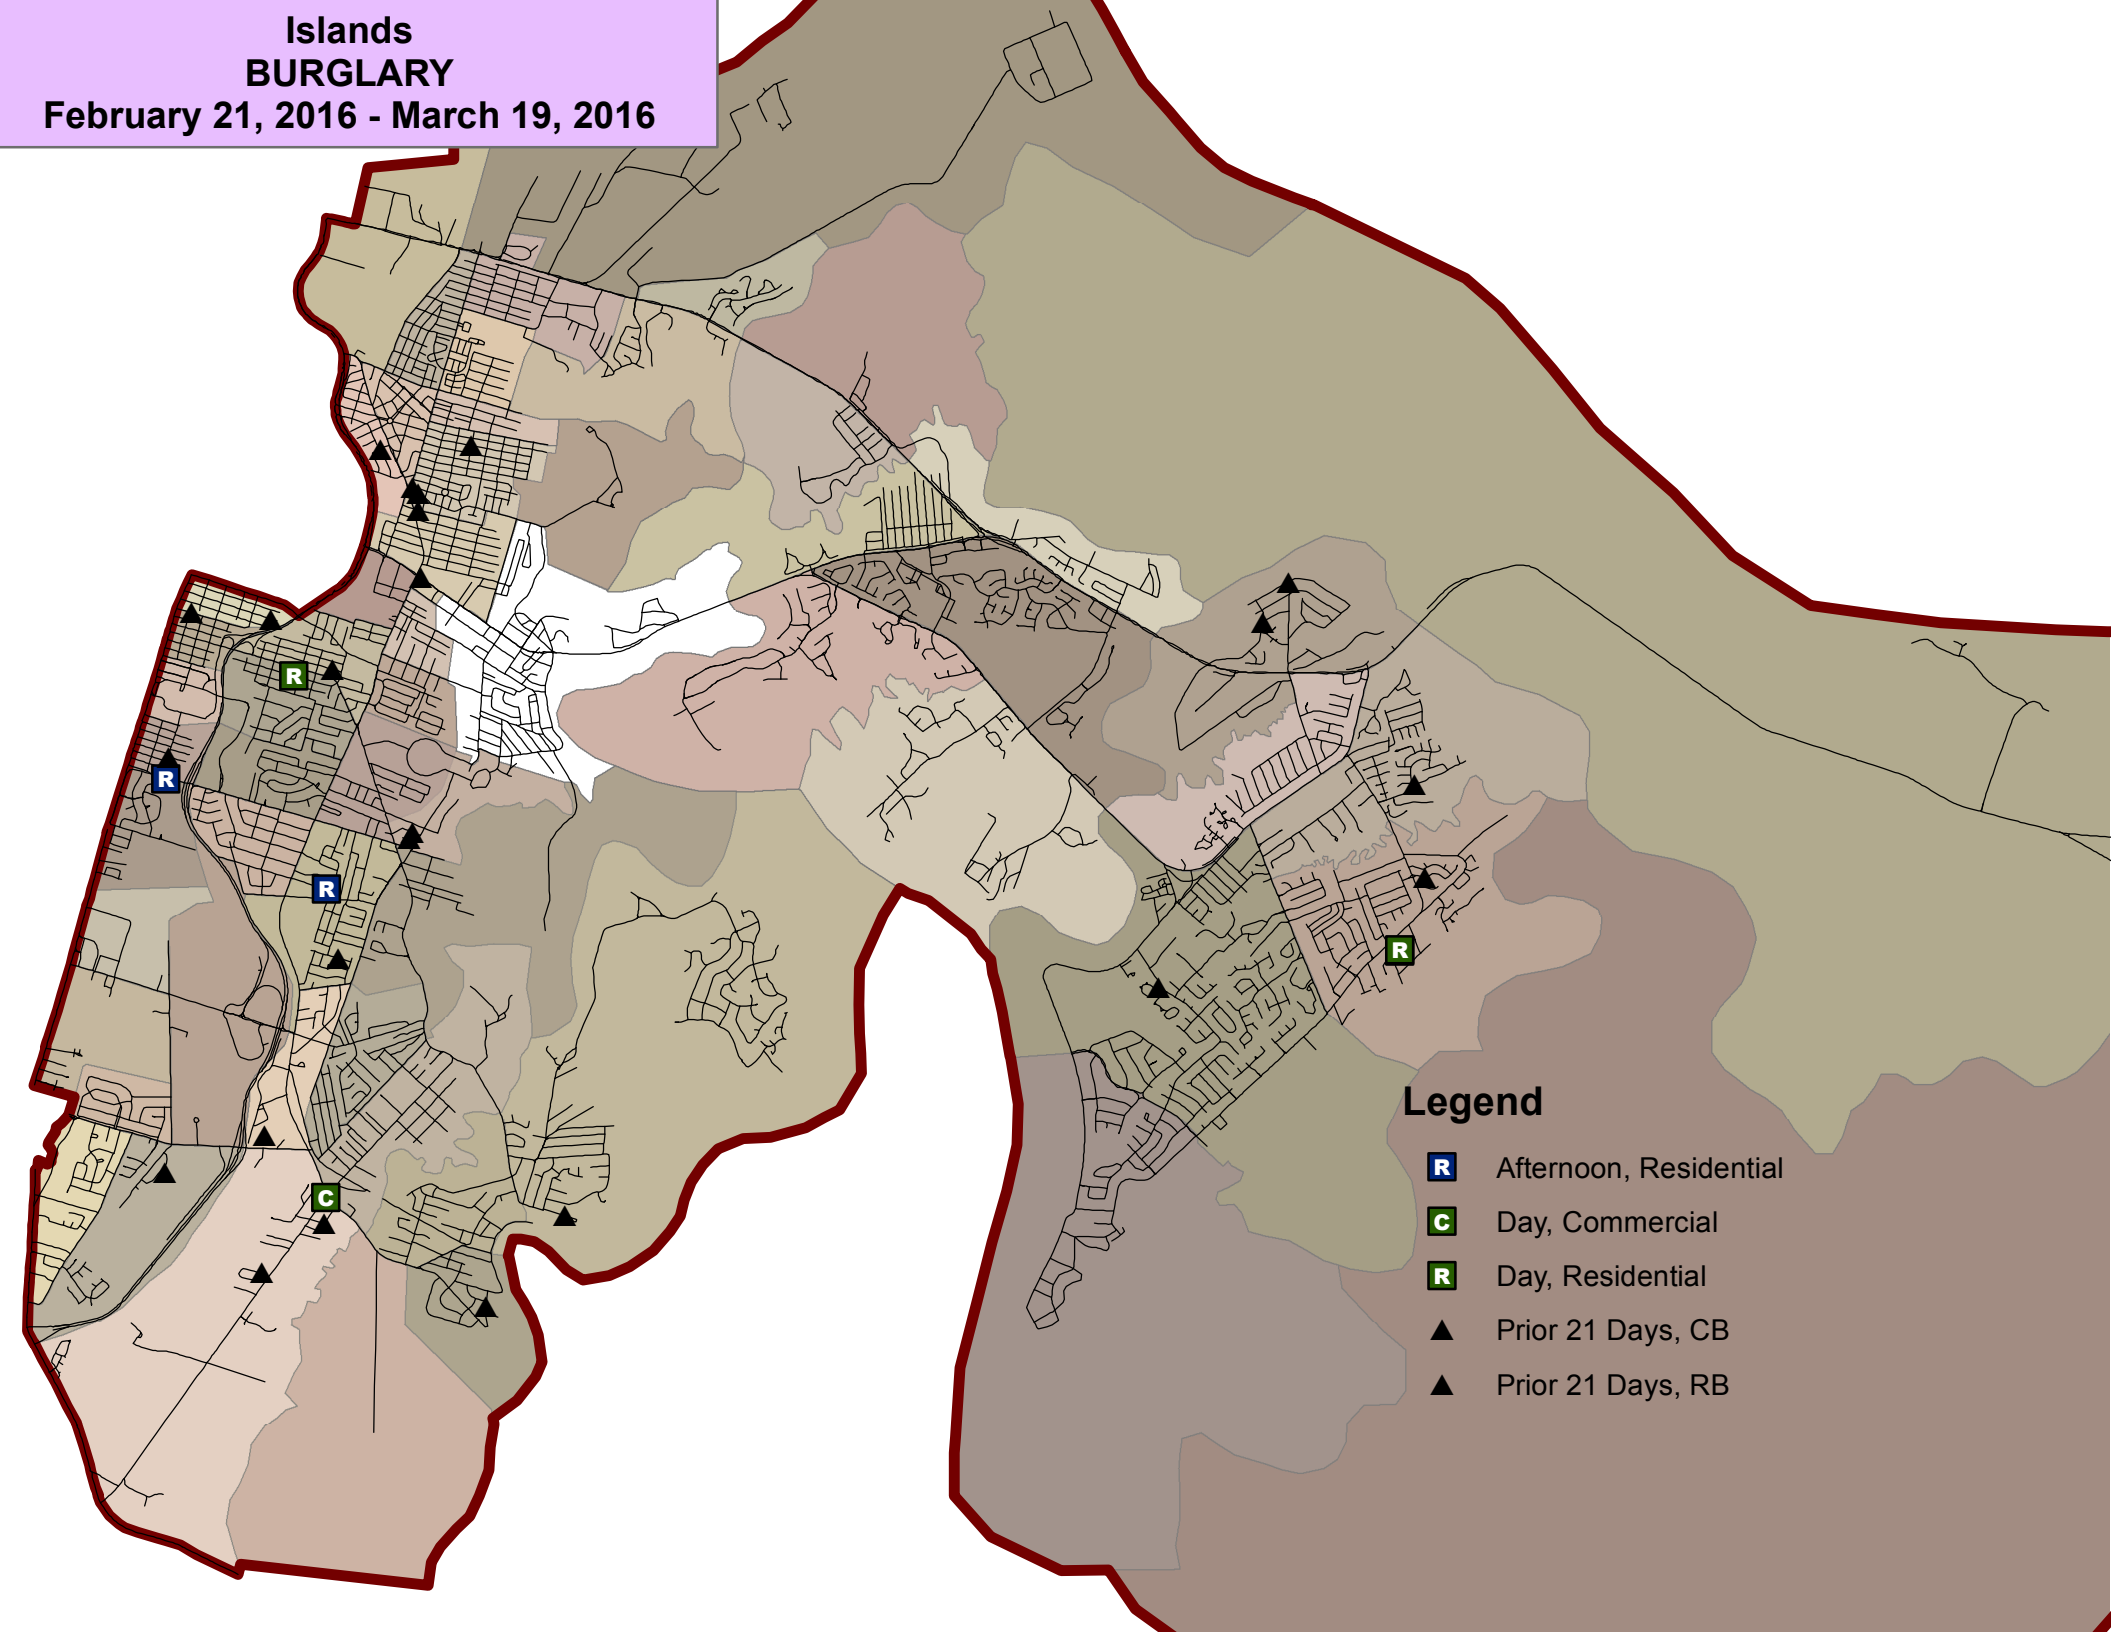 Islands
BURGLARY
February 21, 2016 - March 19, 2016
R
R
R
R
C
Legend
R Afternoon, Residential
C Day, Commercial
R Day, Residential
Prior 21 Days, CB
Prior 21 Days, RB